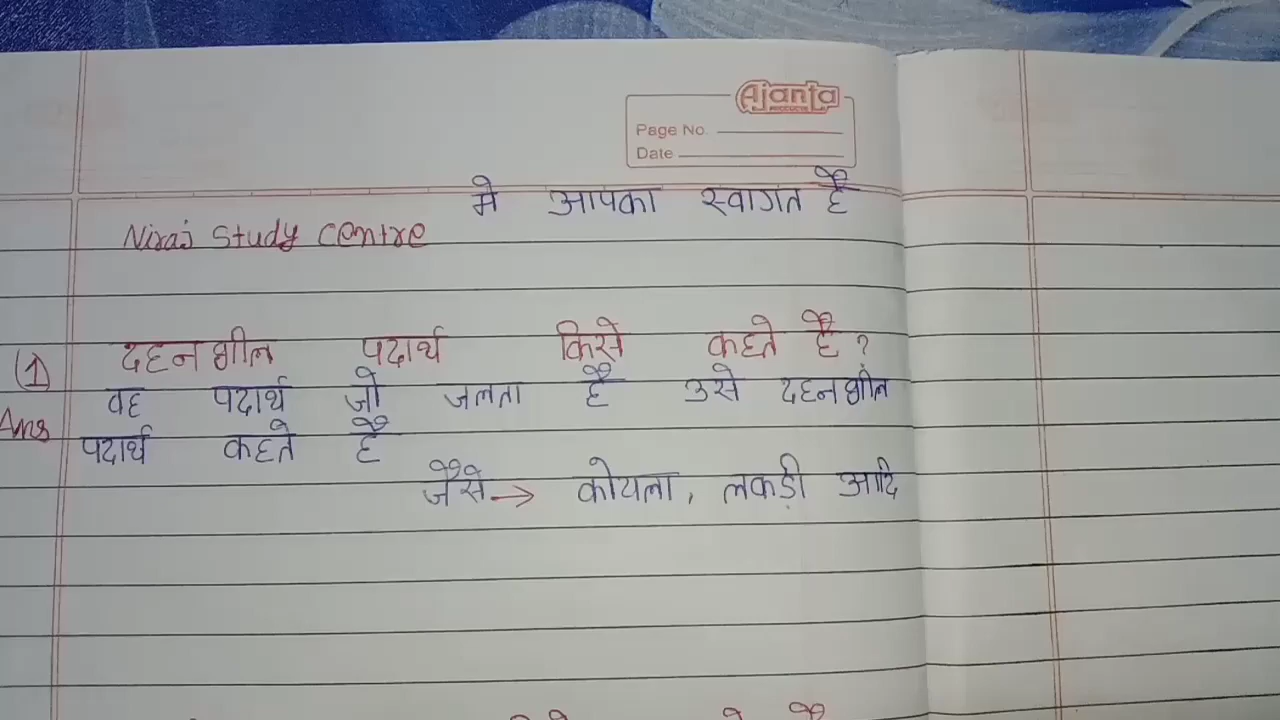 Ajanta
Page No.
Date
Niraj Study Centre मे आपका स्वागत है
(1) दहनशील पदार्थ किसे कहते है ?
Ans वह पदार्थ जो जलता है उसे दहनशील
पदार्थ कहते है
जैसे → कोयला, लकड़ी आदि